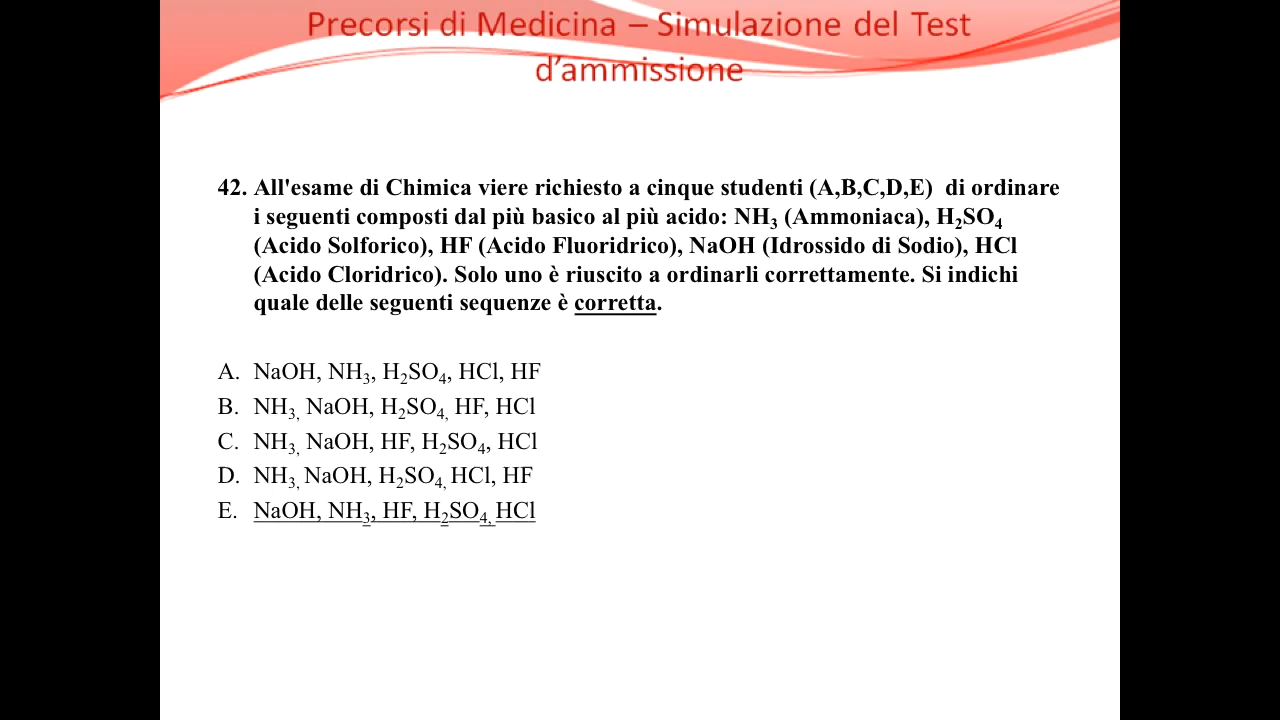 Precorsi di Medicina – Simulazione del Test
d'ammissione
42. All'esame di Chimica viere richiesto a cinque studenti (A,B,C,D,E)  di ordinare
i seguenti composti dal più basico al più acido: NH₃ (Ammoniaca), H₂SO₄
(Acido Solforico), HF (Acido Fluoridrico), NaOH (Idrossido di Sodio), HCl
(Acido Cloridrico). Solo uno è riuscito a ordinarli correttamente. Si indichi
quale delle seguenti sequenze è corretta.
A. NaOH, NH₃, H₂SO₄, HCl, HF
B. NH₃, NaOH, H₂SO₄, HF, HCl
C. NH₃, NaOH, HF, H₂SO₄, HCl
D. NH₃, NaOH, H₂SO₄, HCl, HF
E. NaOH, NH₃, HF, H₂SO₄, HCl